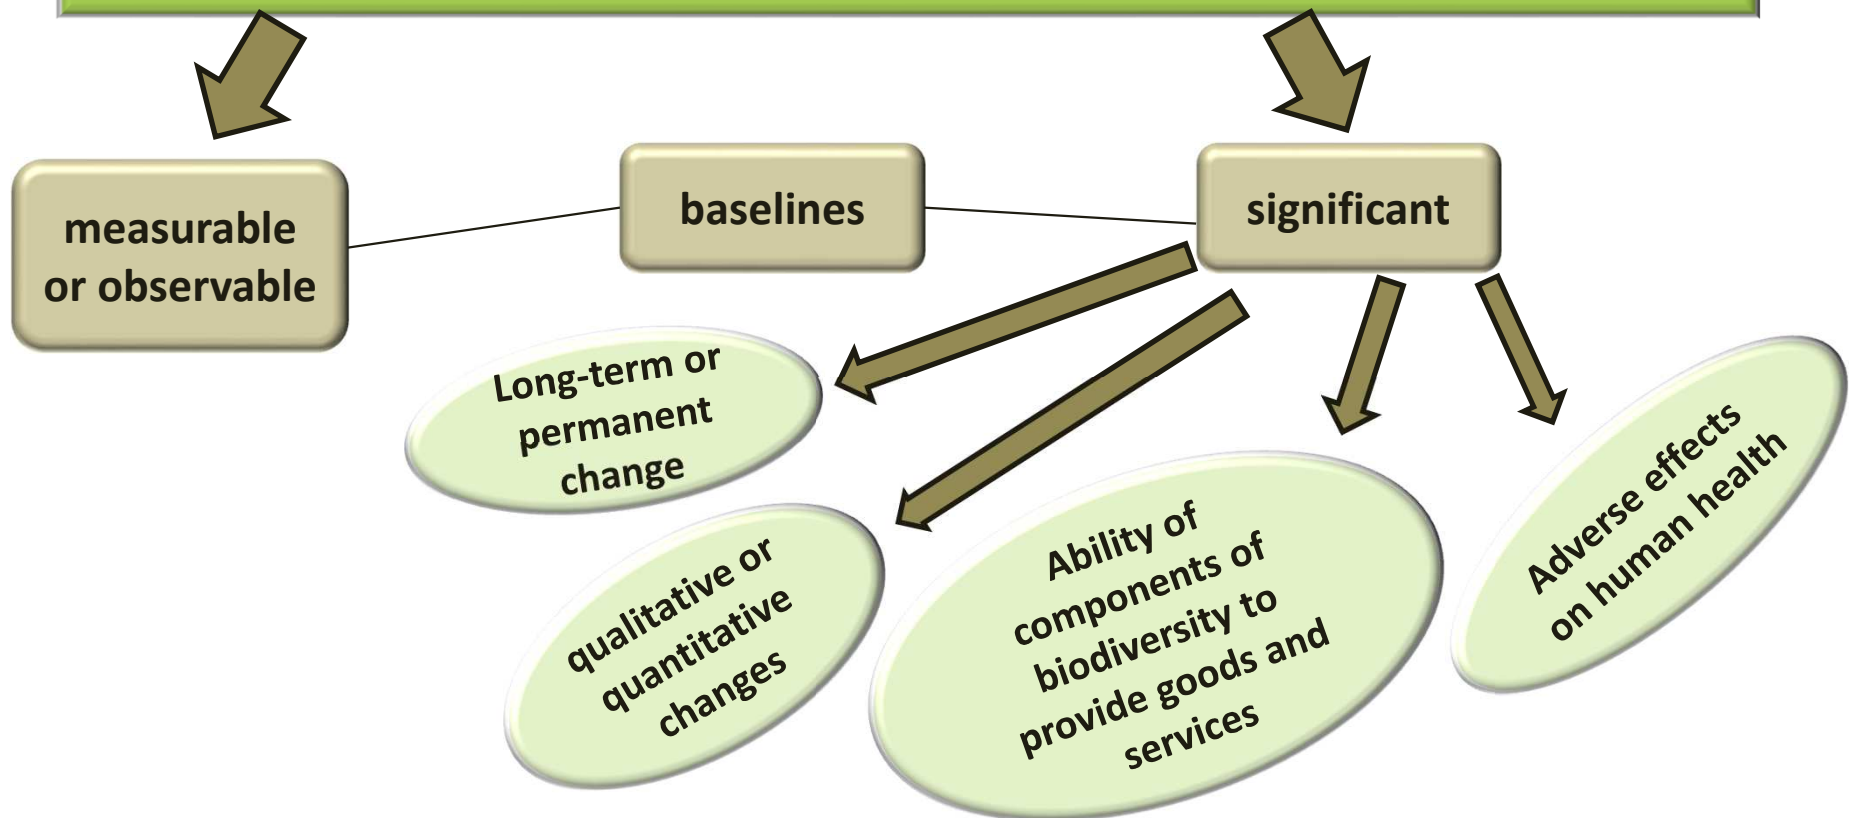 measurable
or observable
baselines
significant
Long-term or
permanent
change
qualitative or
quantitative
changes
Ability of
components of
biodiversity to
provide goods and
services
Adverse effects
on human health